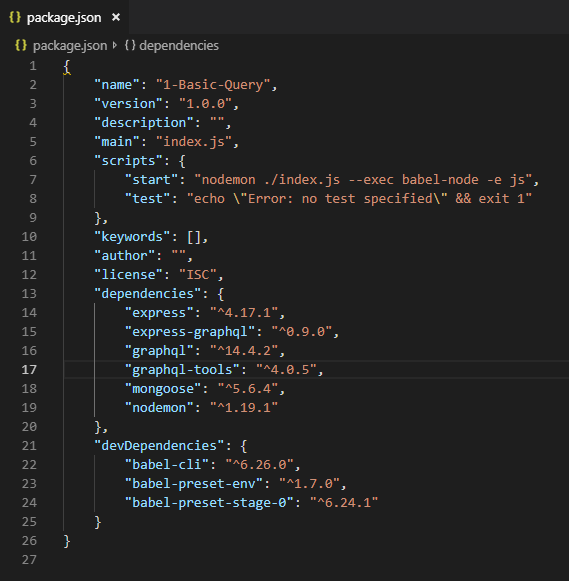 {} package.json ×
{} package.json > {} dependencies
1 {
2     "name": "1-Basic-Query",
3     "version": "1.0.0",
4     "description": "",
5     "main": "index.js",
6     "scripts": {
7         "start": "nodemon ./index.js --exec babel-node -e js",
8         "test": "echo \"Error: no test specified\" && exit 1"
9     },
10     "keywords": [],
11     "author": "",
12     "license": "ISC",
13     "dependencies": {
14         "express": "^4.17.1",
15         "express-graphql": "^0.9.0",
16         "graphql": "^14.4.2",
17         "graphql-tools": "^4.0.5",
18         "mongoose": "^5.6.4",
19         "nodemon": "^1.19.1"
20     },
21     "devDependencies": {
22         "babel-cli": "^6.26.0",
23         "babel-preset-env": "^1.7.0",
24         "babel-preset-stage-0": "^6.24.1"
25     }
26 }
27